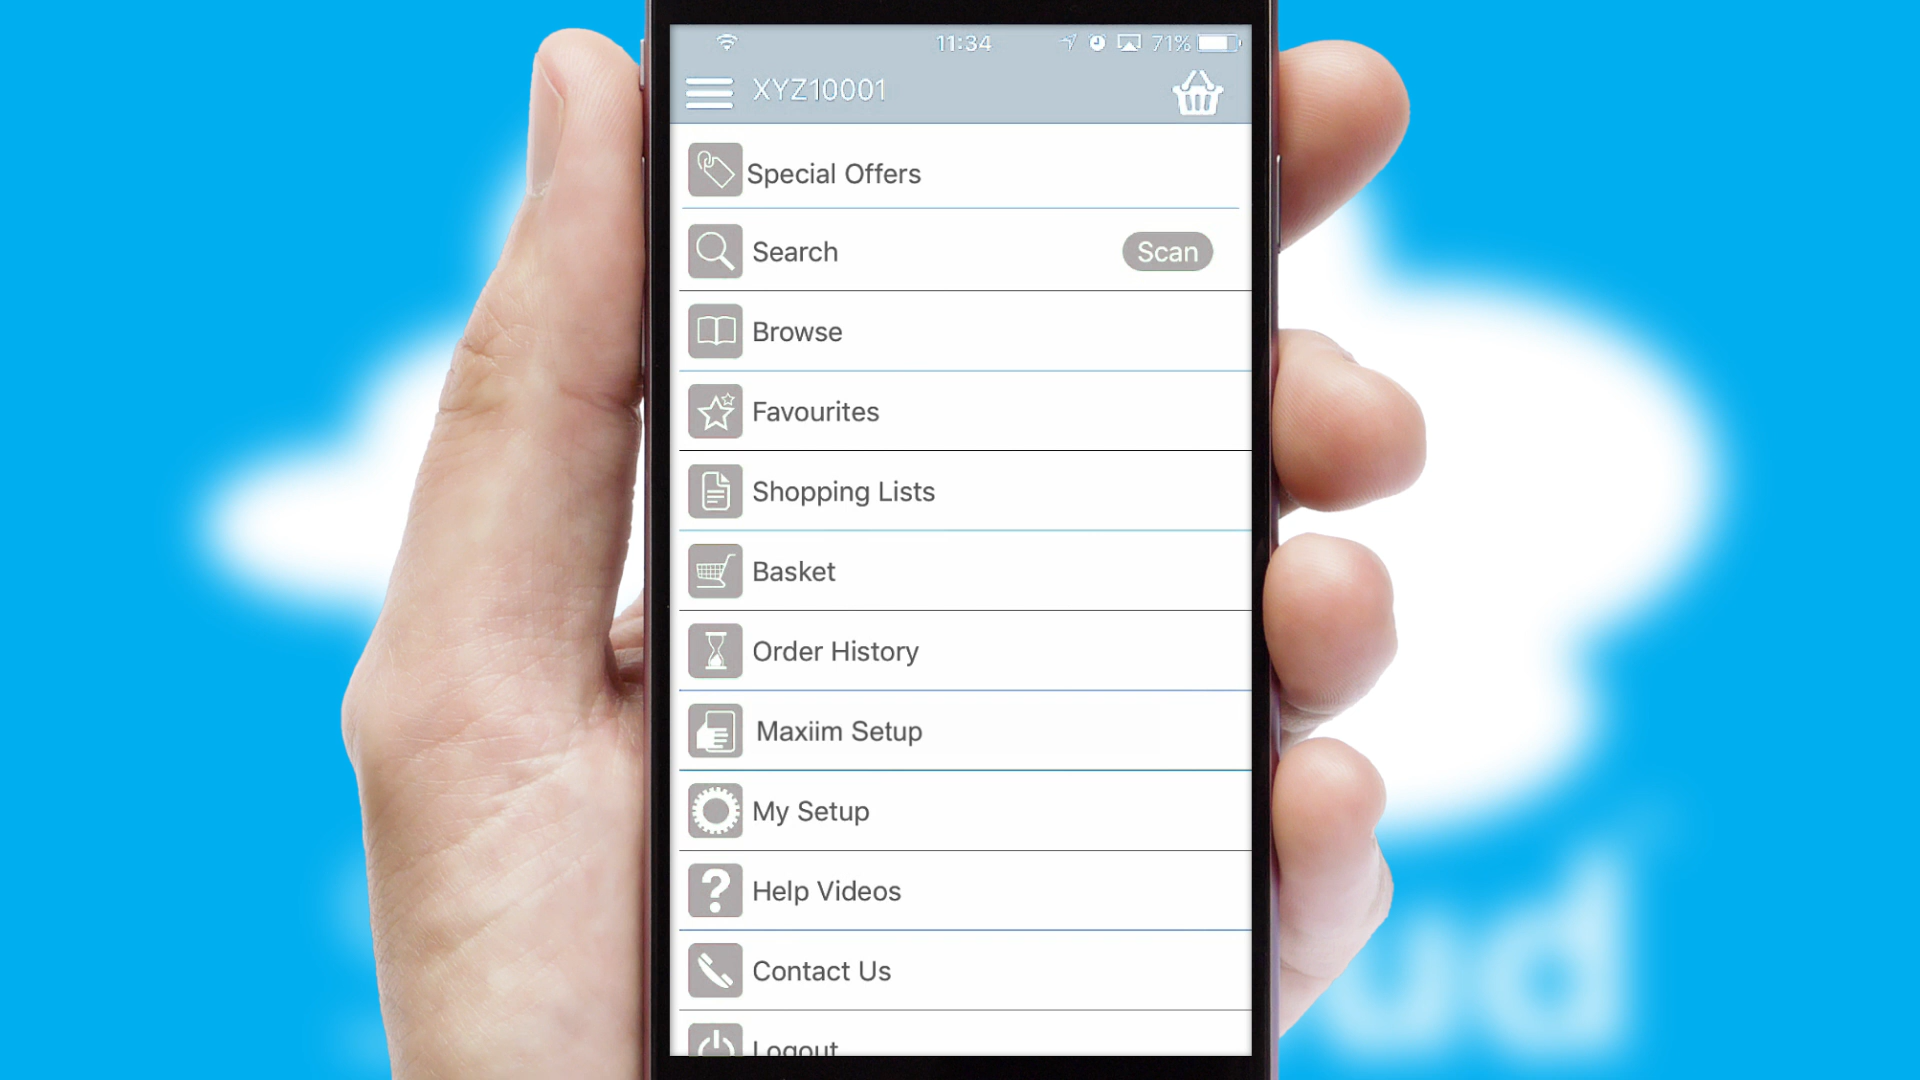 11:34 71%
XYZ10001
Special Offers
Search Scan
Browse
Favourites
Shopping Lists
Basket
Order History
Maxiim Setup
My Setup
Help Videos
Contact Us
Logout
ud